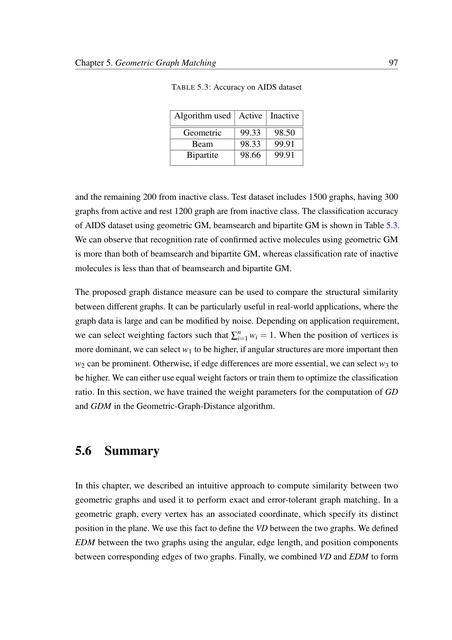 Chapter 5. Geometric Graph Matching 97
TABLE 5.3: Accuracy on AIDS dataset
Algorithm used Active Inactive
Geometric 99.33 98.50
Beam 98.33 99.91
Bipartite 98.66 99.91
and the remaining 200 from inactive class. Test dataset includes 1500 graphs, having 300
graphs from active and rest 1200 graph are from inactive class. The classification accuracy
of AIDS dataset using geometric GM, beamsearch and bipartite GM is shown in Table 5.3.
We can observe that recognition rate of confirmed active molecules using geometric GM
is more than both of beamsearch and bipartite GM, whereas classification rate of inactive
molecules is less than that of beamsearch and bipartite GM.
The proposed graph distance measure can be used to compare the structural similarity
between different graphs. It can be particularly useful in real-world applications, where the
graph data is large and can be modified by noise. Depending on application requirement,
we can select weighting factors such that ∑ⁿᵢ₌₁ wᵢ = 1. When the position of vertices is
more dominant, we can select w₁ to be higher, if angular structures are more important then
w₂ can be prominent. Otherwise, if edge differences are more essential, we can select w₃ to
be higher. We can either use equal weight factors or train them to optimize the classification
ratio. In this section, we have trained the weight parameters for the computation of GD
and GDM in the Geometric-Graph-Distance algorithm.
5.6 Summary
In this chapter, we described an intuitive approach to compute similarity between two
geometric graphs and used it to perform exact and error-tolerant graph matching. In a
geometric graph, every vertex has an associated coordinate, which specify its distinct
position in the plane. We use this fact to define the VD between the two graphs. We defined
EDM between the two graphs using the angular, edge length, and position components
between corresponding edges of two graphs. Finally, we combined VD and EDM to form